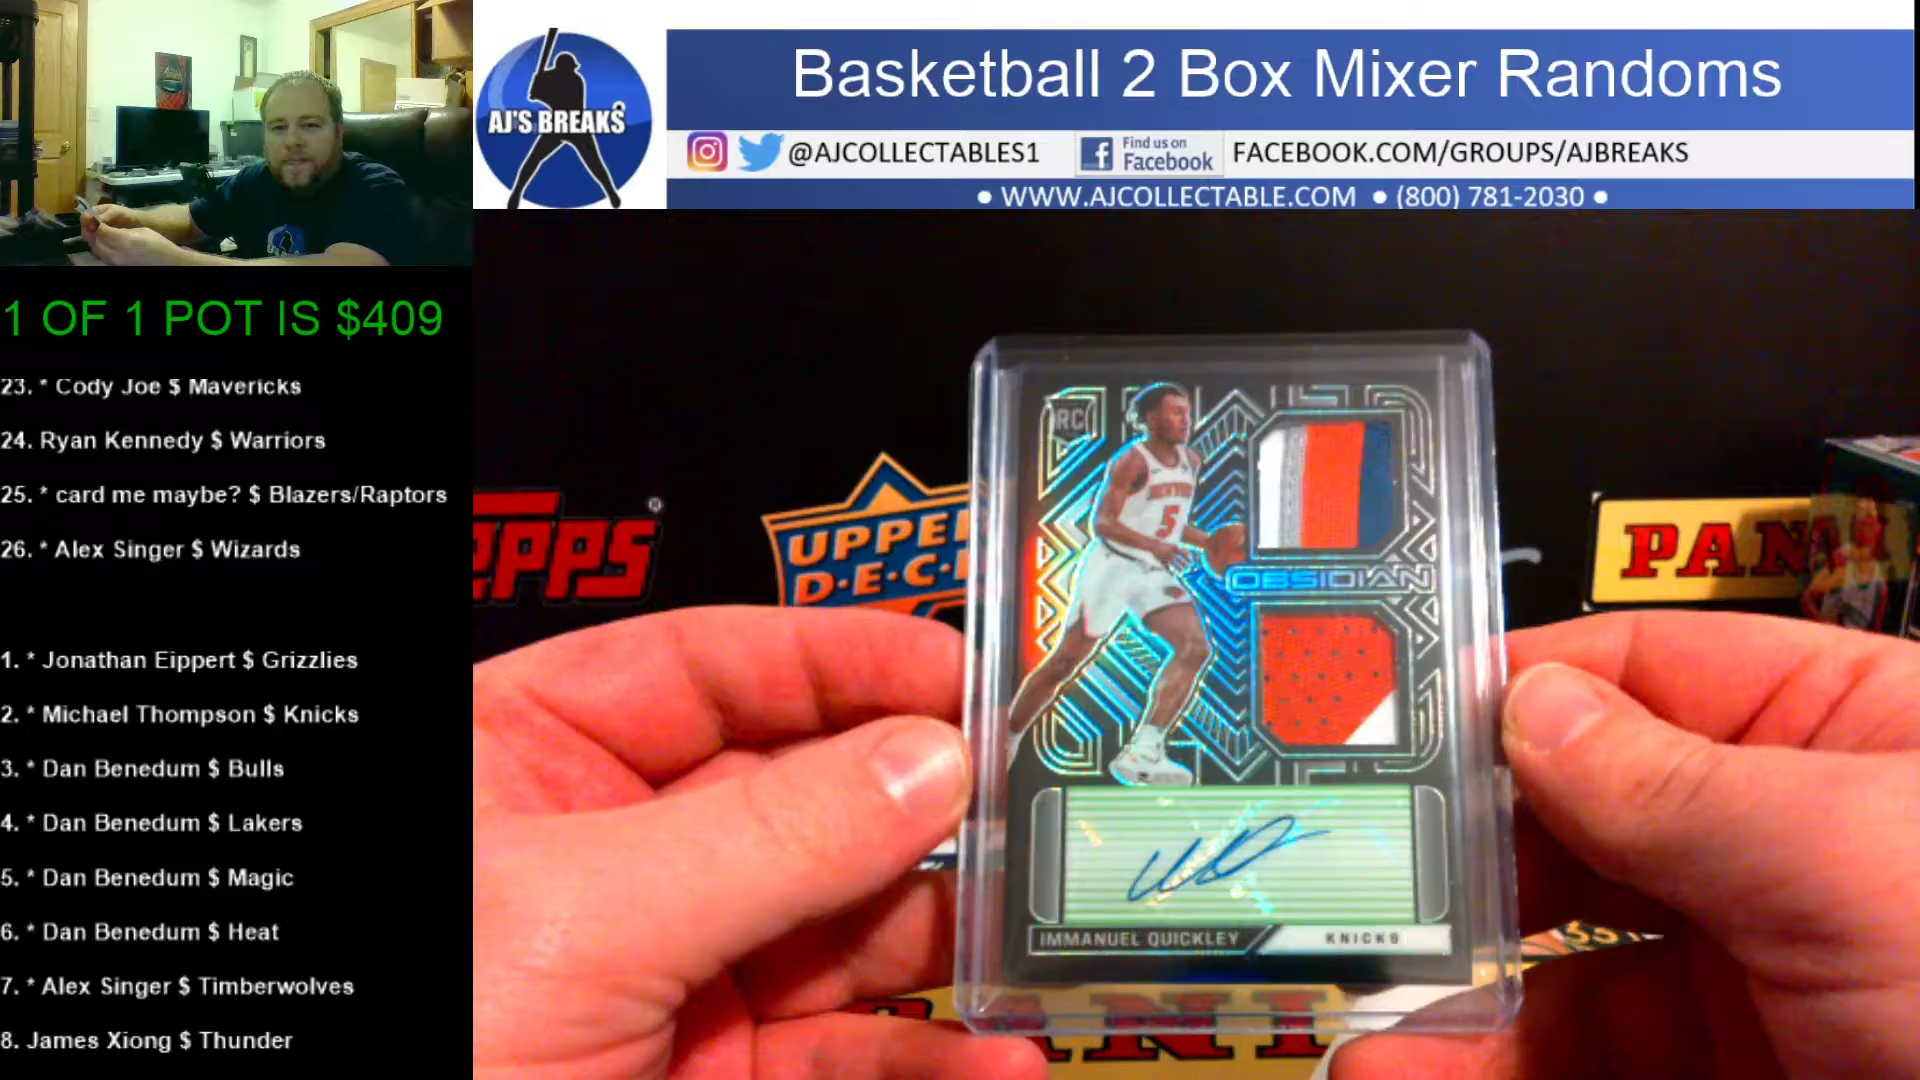 Basketball 2 Box Mixer Randoms
AJ'S BREAKS
@AJCOLLECTABLES1
Find us on
Facebook
FACEBOOK.COM/GROUPS/AJBREAKS
• WWW.AJCOLLECTABLE.COM • (800) 781-2030 •
1 OF 1 POT IS $409
23. * Cody Joe $ Mavericks
24. Ryan Kennedy $ Warriors
25. * card me maybe? $ Blazers/Raptors
26. * Alex Singer $ Wizards
1. * Jonathan Eippert $ Grizzlies
2. * Michael Thompson $ Knicks
3. * Dan Benedum $ Bulls
4. * Dan Benedum $ Lakers
5. * Dan Benedum $ Magic
6. * Dan Benedum $ Heat
7. * Alex Singer $ Timberwolves
8. James Xiong $ Thunder
RC
5
OBSIDIAN
IMMANUEL QUICKLEY
KNICKS